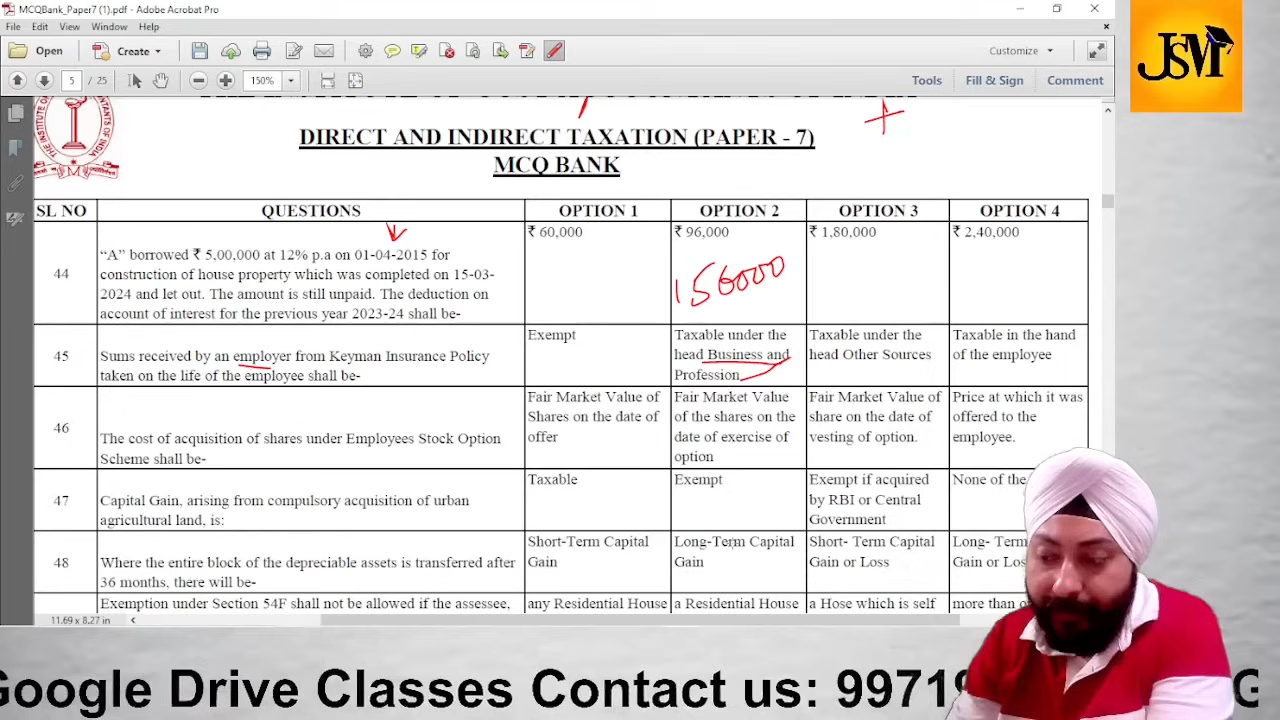 MCQBank_Paper7 (1).pdf - Adobe Acrobat Pro
File Edit View Window Help
Open Create Customize
5 / 25 150% Tools Fill & Sign Comment
JSM
DIRECT AND INDIRECT TAXATION (PAPER - 7)
MCQ BANK
SL NO QUESTIONS OPTION 1 OPTION 2 OPTION 3 OPTION 4
44
“A” borrowed ₹ 5,00,000 at 12% p.a on 01-04-2015 for
construction of house property which was completed on 15-03-
2024 and let out. The amount is still unpaid. The deduction on
account of interest for the previous year 2023-24 shall be-
₹ 60,000
₹ 96,000
156000
₹ 1,80,000
₹ 2,40,000
45
Sums received by an employer from Keyman Insurance Policy
taken on the life of the employee shall be-
Exempt
Taxable under the
head Business and
Profession
Taxable under the
head Other Sources
Taxable in the hand
of the employee
46
The cost of acquisition of shares under Employees Stock Option
Scheme shall be-
Fair Market Value of
Shares on the date of
offer
Fair Market Value
of the shares on the
date of exercise of
option
Fair Market Value of
share on the date of
vesting of option.
Price at which it was
offered to the
employee.
47
Capital Gain, arising from compulsory acquisition of urban
agricultural land, is:
Taxable
Exempt
Exempt if acquired
by RBI or Central
Government
None of the
48
Where the entire block of the depreciable assets is transferred after
36 months, there will be-
Short-Term Capital
Gain
Long-Term Capital
Gain
Short- Term Capital
Gain or Loss
Long- Term
Gain or
Exemption under Section 54F shall not be allowed if the assessee,
any Residential House
a Residential House
a Hose which is self
more than
11.69 x 8.27 in
Google Drive Classes Contact us: 9971